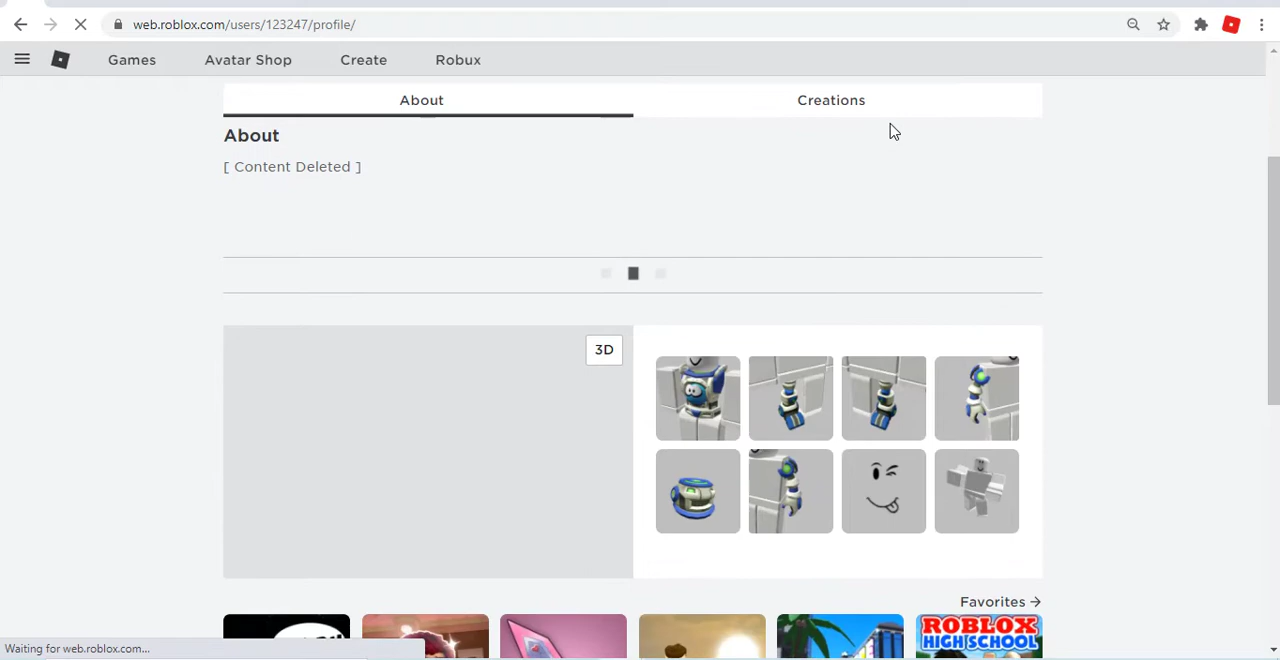 web.roblox.com/users/123247/profile/
Games Avatar Shop Create Robux
About Creations
About
[ Content Deleted ]
3D
Favorites →
ROBLOX
HIGH SCHOOL
Waiting for web.roblox.com...